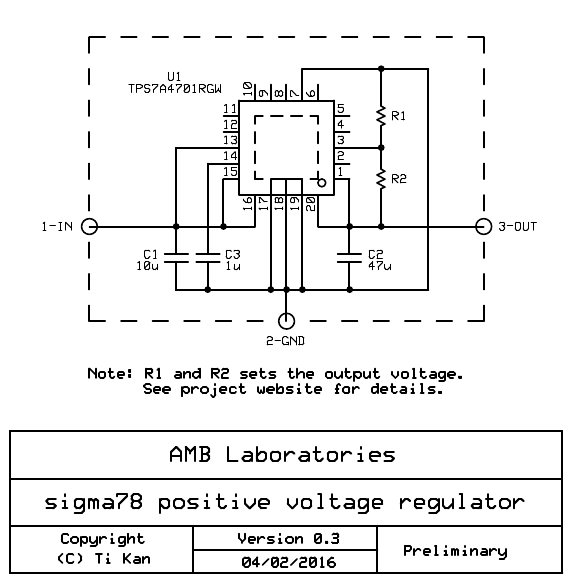 U1
TPS7A4701RGW
10
9
8
7
6
11
12
13
14
15
5
4
3
2
1
16
17
18
19
20
R1
R2
1-IN
3-OUT
C1
10u
C3
1u
C2
47u
2-GND
Note: R1 and R2 sets the output voltage.
See project website for details.
AMB Laboratories
sigma78 positive voltage regulator
Copyright
(C) Ti Kan
Version 0.3
04/02/2016
Preliminary